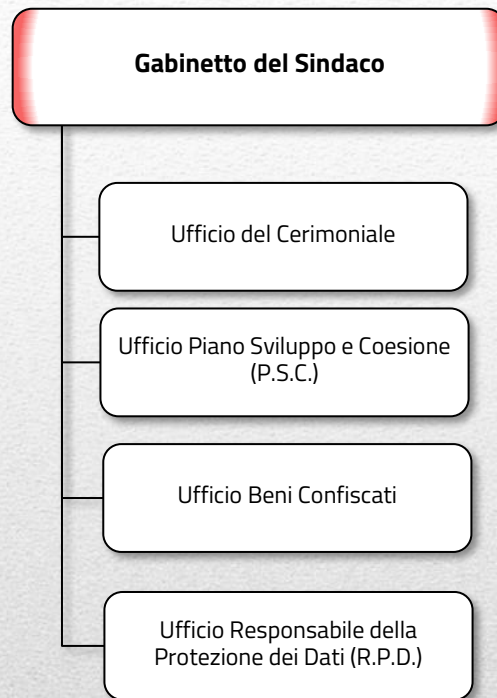 Gabinetto del Sindaco
Ufficio del Cerimoniale
Ufficio Piano Sviluppo e Coesione
(P.S.C.)
Ufficio Beni Confiscati
Ufficio Responsabile della
Protezione dei Dati (R.P.D.)